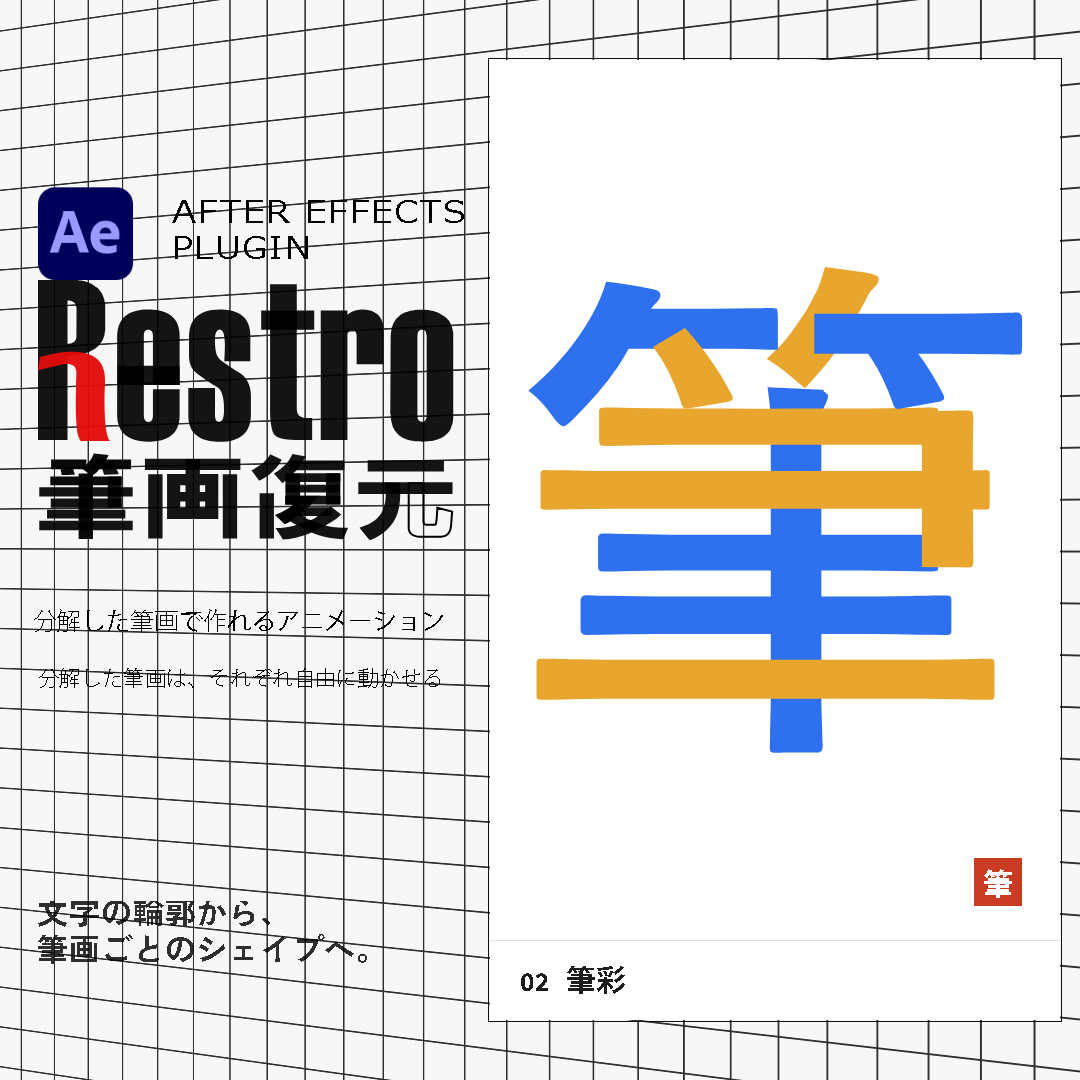 Ae
AFTER EFFECTS
PLUGIN
Restro
筆画復元
分解した筆画で作れるアニメーション
分解した筆画は、それぞれ自由に動かせる
文字の輪郭から、
筆画ごとのシェイプへ。
筆
筆
02 筆彩